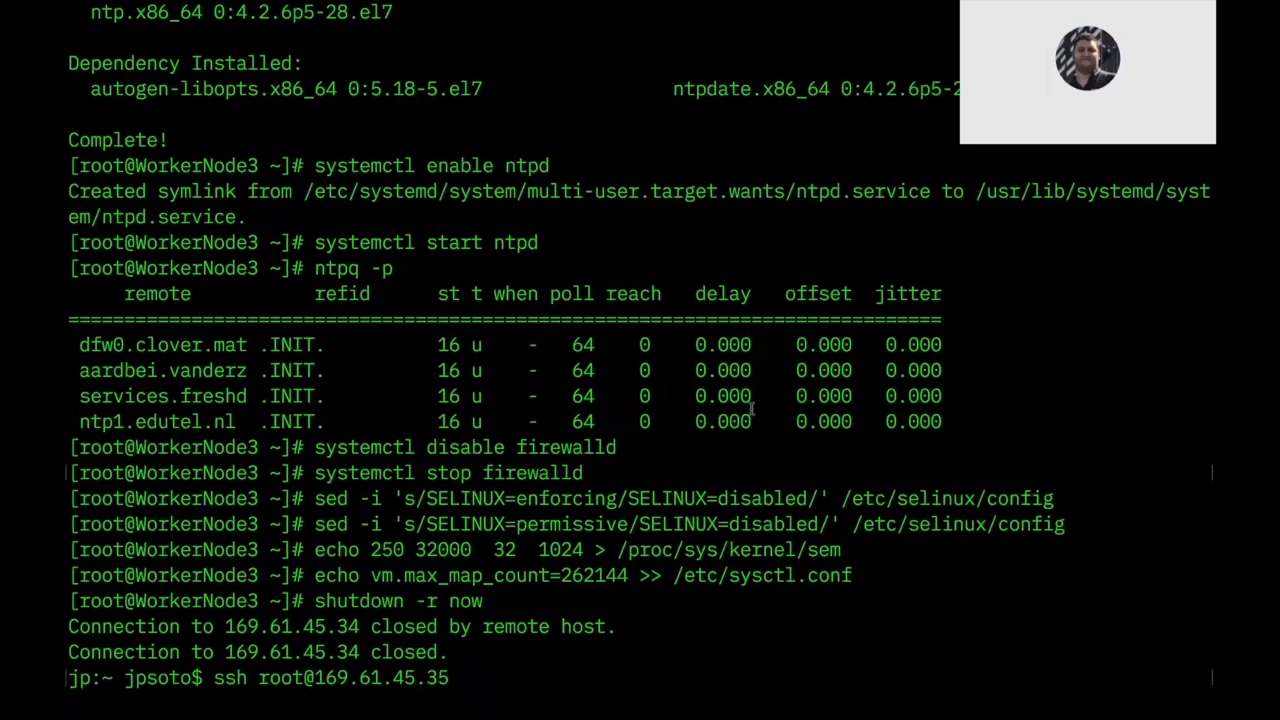 ntp.x86_64 0:4.2.6p5-28.el7
Dependency Installed:
autogen-libopts.x86_64 0:5.18-5.el7 ntpdate.x86_64 0:4.2.6p5-2
Complete!
[root@WorkerNode3 ~]# systemctl enable ntpd
Created symlink from /etc/systemd/system/multi-user.target.wants/ntpd.service to /usr/lib/systemd/syst
em/ntpd.service.
[root@WorkerNode3 ~]# systemctl start ntpd
[root@WorkerNode3 ~]# ntpq -p
remote refid st t when poll reach delay offset jitter
==============================================================================
dfw0.clover.mat .INIT. 16 u - 64 0 0.000 0.000 0.000
aardbei.vanderz .INIT. 16 u - 64 0 0.000 0.000 0.000
services.freshd .INIT. 16 u - 64 0 0.000 0.000 0.000
ntp1.edutel.nl .INIT. 16 u - 64 0 0.000 0.000 0.000
[root@WorkerNode3 ~]# systemctl disable firewalld
[root@WorkerNode3 ~]# systemctl stop firewalld
[root@WorkerNode3 ~]# sed -i 's/SELINUX=enforcing/SELINUX=disabled/' /etc/selinux/config
[root@WorkerNode3 ~]# sed -i 's/SELINUX=permissive/SELINUX=disabled/' /etc/selinux/config
[root@WorkerNode3 ~]# echo 250 32000  32  1024 > /proc/sys/kernel/sem
[root@WorkerNode3 ~]# echo vm.max_map_count=262144 >> /etc/sysctl.conf
[root@WorkerNode3 ~]# shutdown -r now
Connection to 169.61.45.34 closed by remote host.
Connection to 169.61.45.34 closed.
jp:~ jpsoto$ ssh root@169.61.45.35